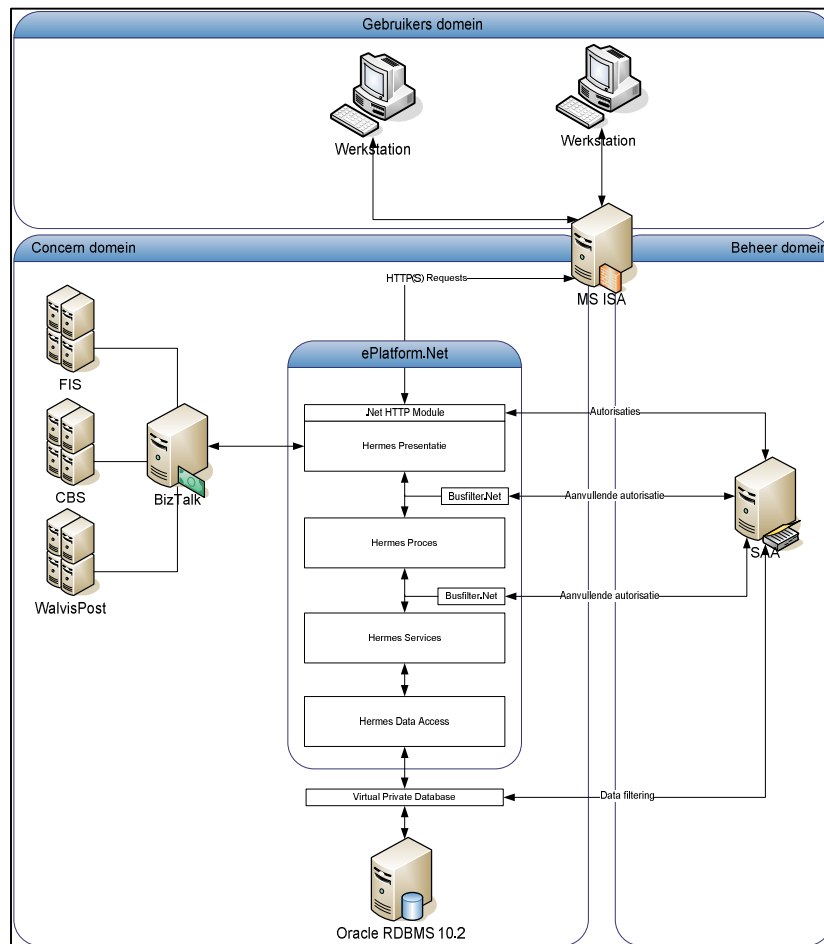 Gebruikers domein
Werkstation
Werkstation
Concern domein
Beheer domein
MS ISA
HTTP(S) Requests
ePlatform.Net
FIS
.Net HTTP Module
Autorisaties
Hermes Presentatie
CBS
BizTalk
Busfilter.Net
Aanvullende autorisatie
Hermes Proces
SAA
WalvisPost
Busfilter.Net
Aanvullende autorisatie
Hermes Services
Hermes Data Access
Virtual Private Database
Data filtering
Oracle RDBMS 10.2